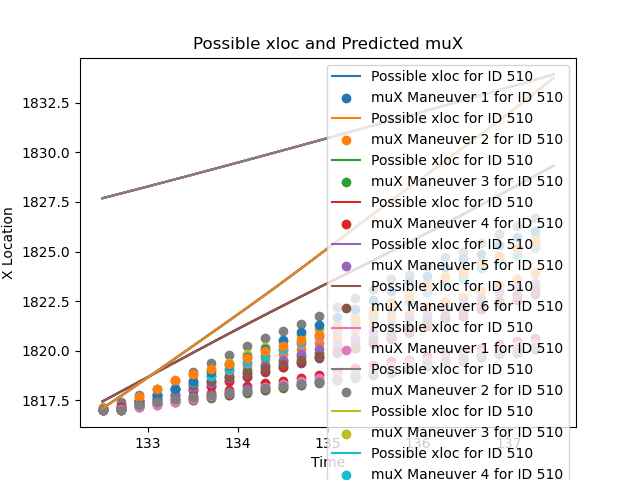 Possible xloc and Predicted muX
X Location
1832.5
1830.0
1827.5
1825.0
1822.5
1820.0
1817.5
Possible xloc for ID 510
muX Maneuver 1 for ID 510
Possible xloc for ID 510
muX Maneuver 2 for ID 510
Possible xloc for ID 510
muX Maneuver 3 for ID 510
Possible xloc for ID 510
muX Maneuver 4 for ID 510
Possible xloc for ID 510
muX Maneuver 5 for ID 510
Possible xloc for ID 510
muX Maneuver 6 for ID 510
Possible xloc for ID 510
muX Maneuver 1 for ID 510
Possible xloc for ID 510
muX Maneuver 2 for ID 510
Possible xloc for ID 510
muX Maneuver 3 for ID 510
Possible xloc for ID 510
muX Maneuver 4 for ID 510
133 134 135 136 137
Time